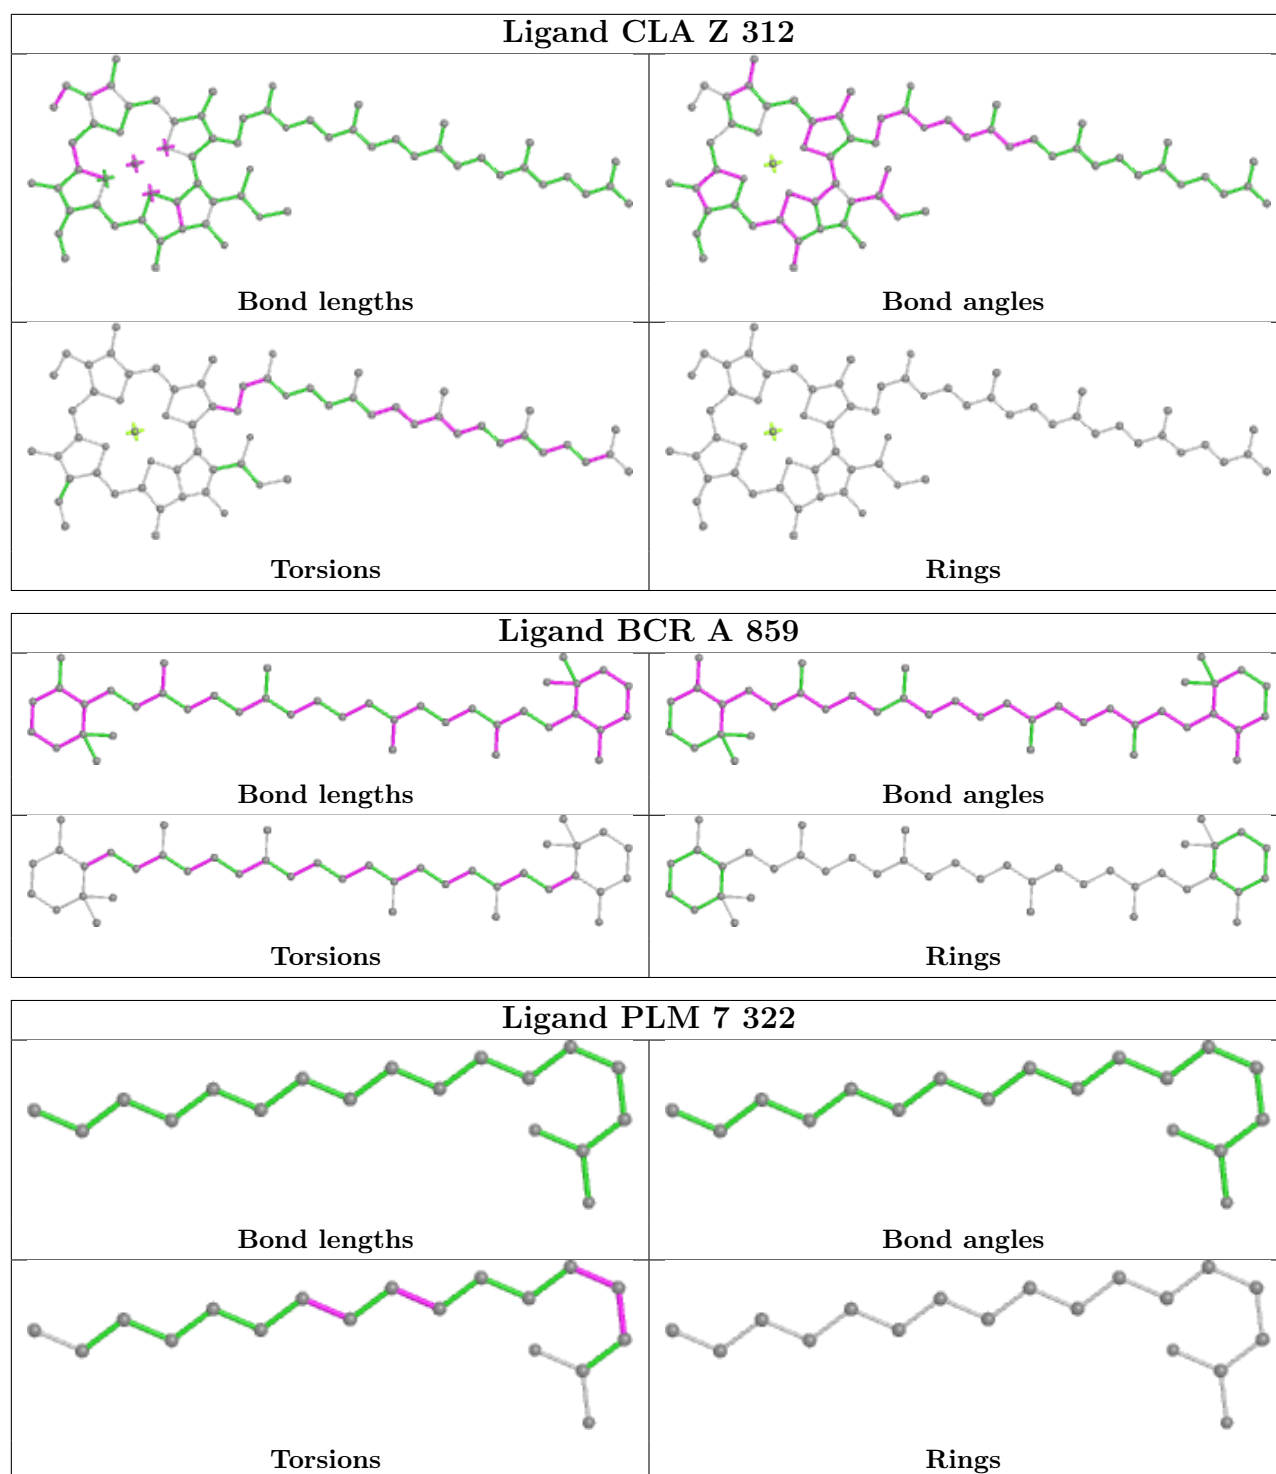 Ligand CLA Z 312
Bond lengths
Bond angles
Torsions
Rings
Ligand BCR A 859
Bond lengths
Bond angles
Torsions
Rings
Ligand PLM 7 322
Bond lengths
Bond angles
Torsions
Rings